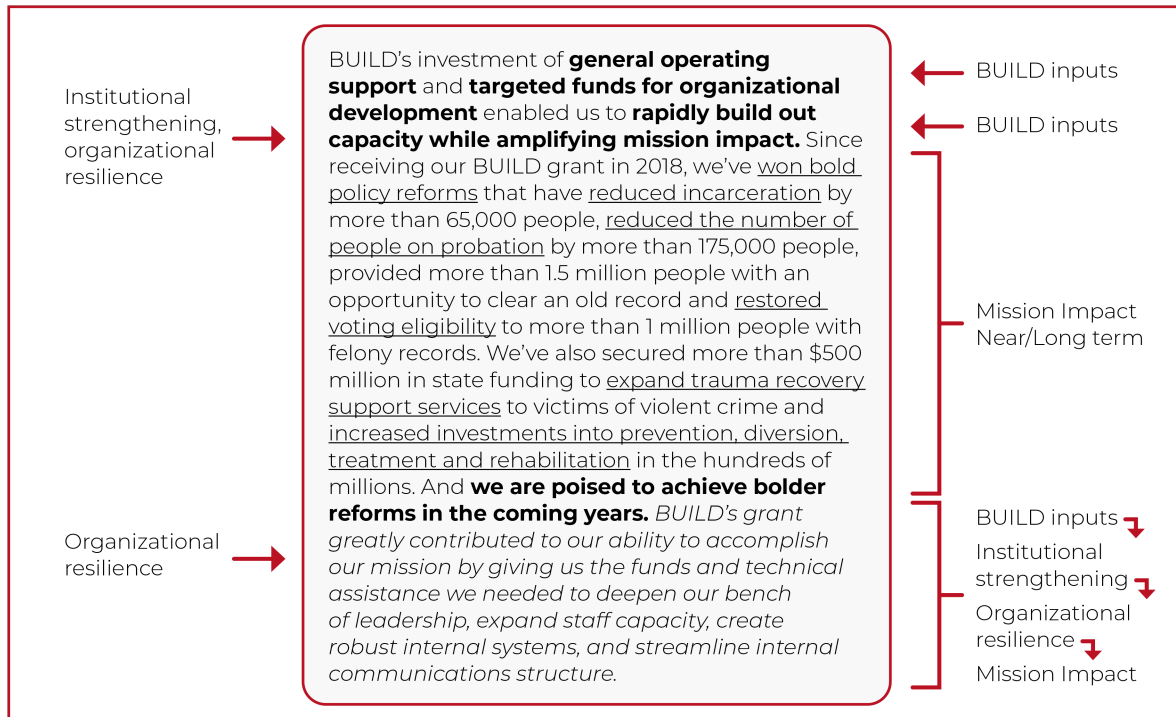 Institutional
strengthening,
organizational
resilience
Organizational
resilience
BUILD’s investment of general operating
support and targeted funds for organizational
development enabled us to rapidly build out
capacity while amplifying mission impact. Since
receiving our BUILD grant in 2018, we’ve won bold
policy reforms that have reduced incarceration by
more than 65,000 people, reduced the number of
people on probation by more than 175,000 people,
provided more than 1.5 million people with an
opportunity to clear an old record and restored
voting eligibility to more than 1 million people with
felony records. We’ve also secured more than $500
million in state funding to expand trauma recovery
support services to victims of violent crime and
increased investments into prevention, diversion,
treatment and rehabilitation in the hundreds of
millions. And we are poised to achieve bolder
reforms in the coming years. BUILD’s grant
greatly contributed to our ability to accomplish
our mission by giving us the funds and technical
assistance we needed to deepen our bench
of leadership, expand staff capacity, create
robust internal systems, and streamline internal
communications structure.
BUILD inputs
BUILD inputs
Mission Impact
Near/Long term
BUILD inputs
Institutional
strengthening
Organizational
resilience
Mission Impact